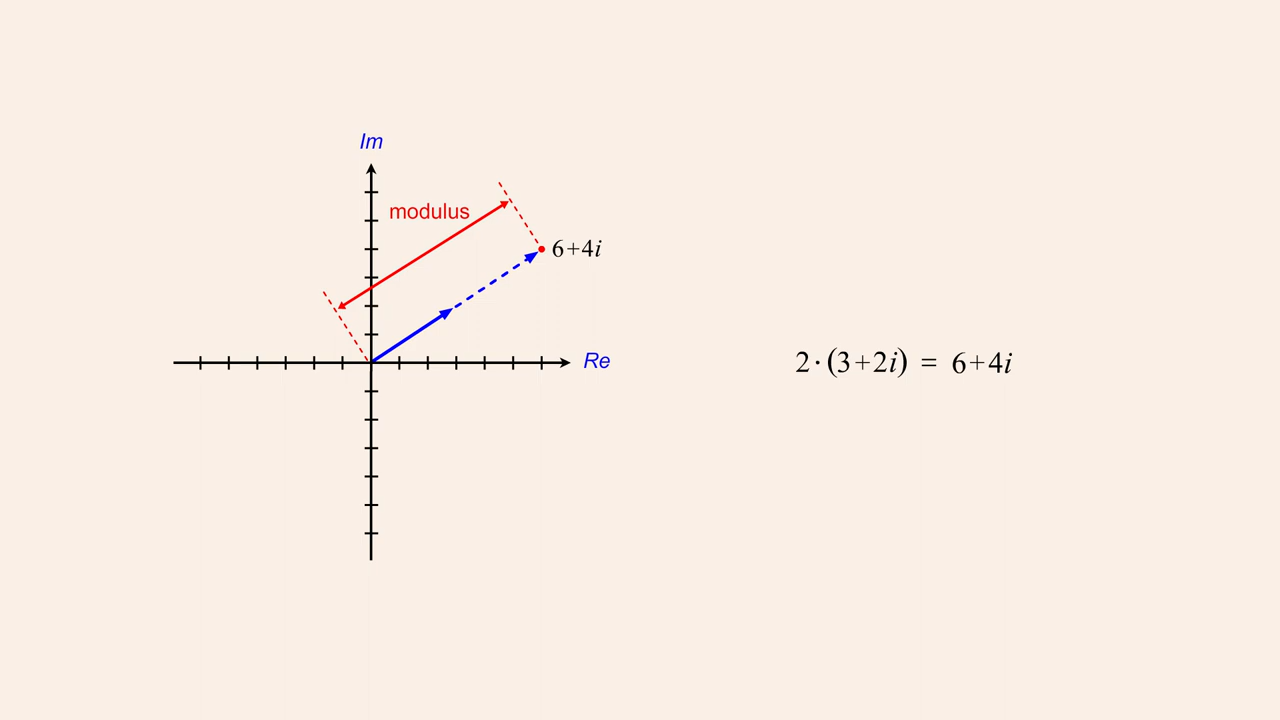 Im
modulus
6+4i
Re
2·(3+2i) = 6+4i